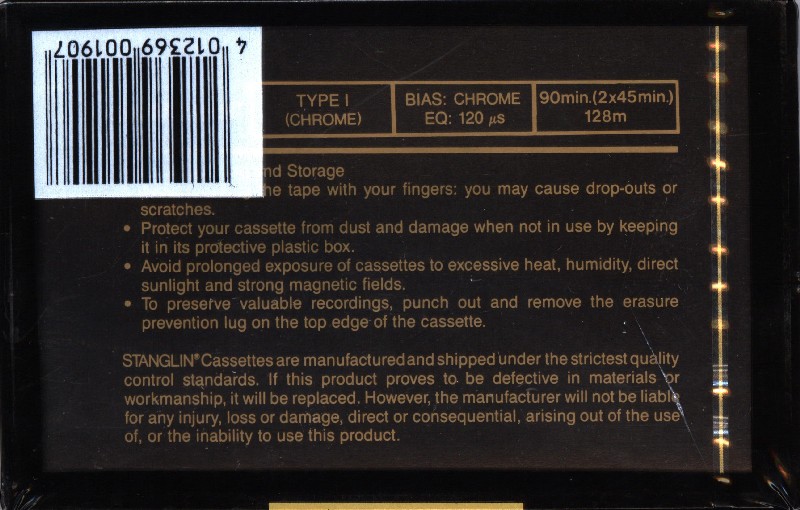 4 012369 001907
TYPE I
(CHROME)
BIAS: CHROME
EQ: 120 µs
90min.(2x45min.)
128m
nd Storage
he tape with your fingers: you may cause drop-outs or
scratches.
• Protect your cassette from dust and damage when not in use by keeping
it in its protective plastic box.
• Avoid prolonged exposure of cassettes to excessive heat, humidity, direct
sunlight and strong magnetic fields.
• To preserve valuable recordings, punch out and remove the erasure
prevention lug on the top edge of the cassette.
STANGLIN® Cassettes are manufactured and shipped under the strictest quality
control standards. If this product proves to be defective in materials or
workmanship, it will be replaced. However, the manufacturer will not be liable
for any injury, loss or damage, direct or consequential, arising out of the use
of, or the inability to use this product.